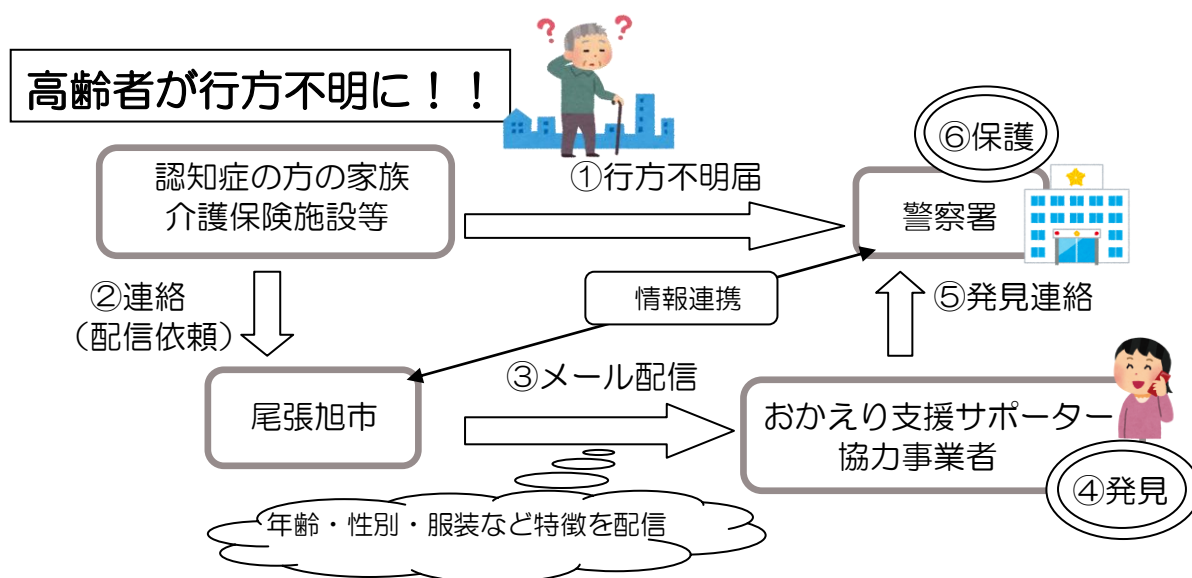 ? ?
高齢者が行方不明に！！
⑥保護
認知症の方の家族
介護保険施設等
①行方不明届
警察署
②連絡
（配信依頼）
情報連携
⑤発見連絡
尾張旭市
③メール配信
おかえり支援サポーター
協力事業者
④発見
年齢・性別・服装など特徴を配信